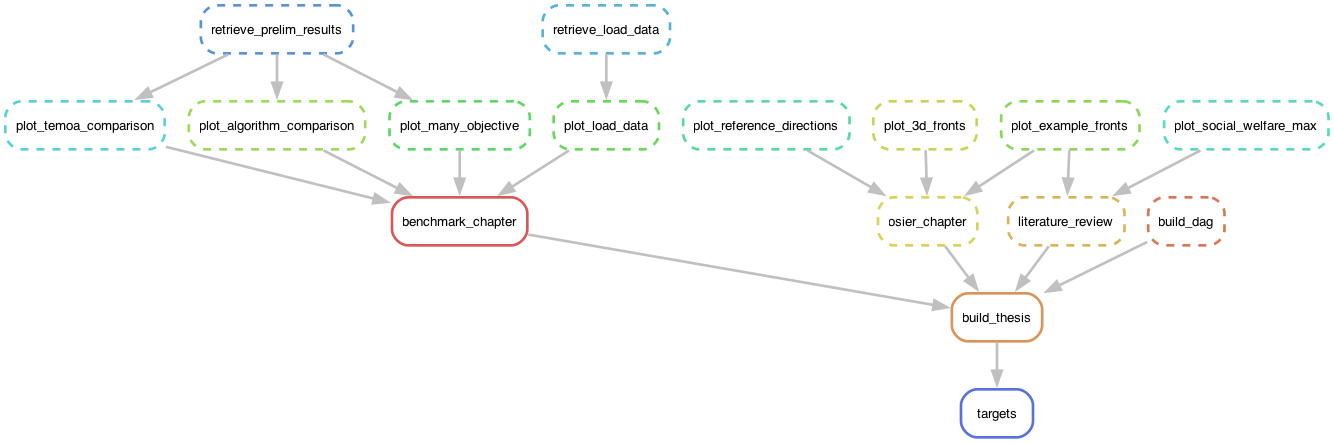 retrieve_prelim_results
retrieve_load_data
plot_temoa_comparison
plot_algorithm_comparison
plot_many_objective
plot_load_data
plot_reference_directions
plot_3d_fronts
plot_example_fronts
plot_social_welfare_max
benchmark_chapter
osier_chapter
literature_review
build_dag
build_thesis
targets